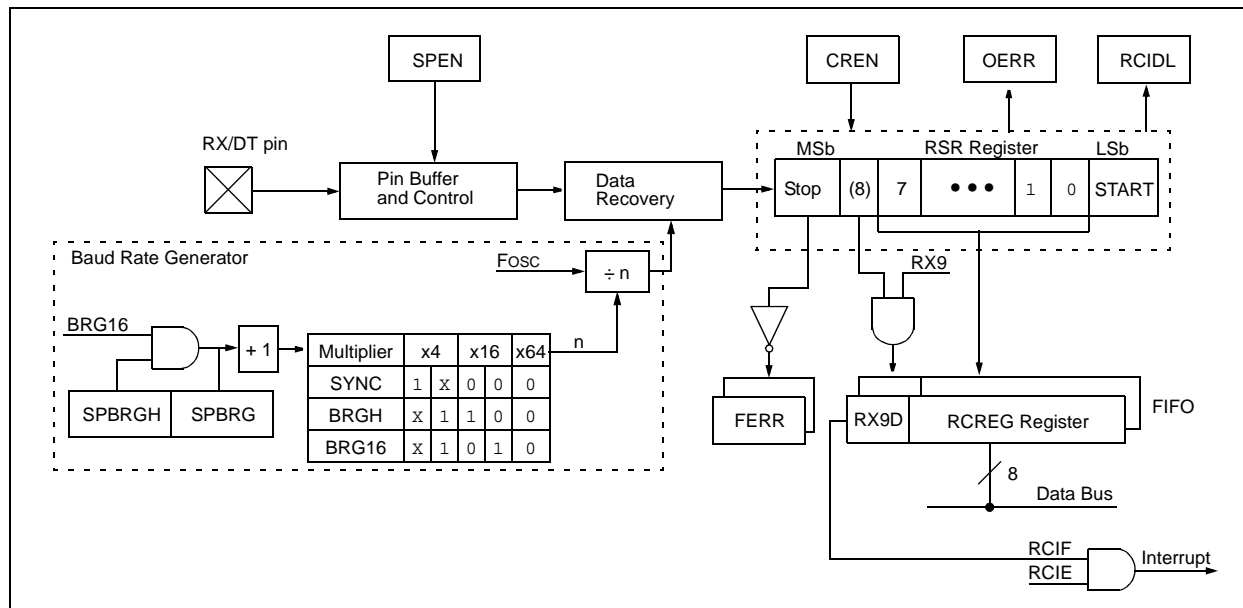 SPEN
CREN
OERR
RCIDL
RX/DT pin
Pin Buffer
and Control
Data
Recovery
MSb RSR Register LSb
Stop (8) 7 ••• 1 0 START
Baud Rate Generator
FOSC
÷ n
RX9
BRG16
+ 1
n
SPBRGH SPBRG
Multiplier x4 x16 x64
SYNC 1 X 0 0 0
BRGH X 1 1 0 0
BRG16 X 1 0 1 0
FERR
RX9D RCREG Register
FIFO
8
Data Bus
RCIF
RCIE
Interrupt